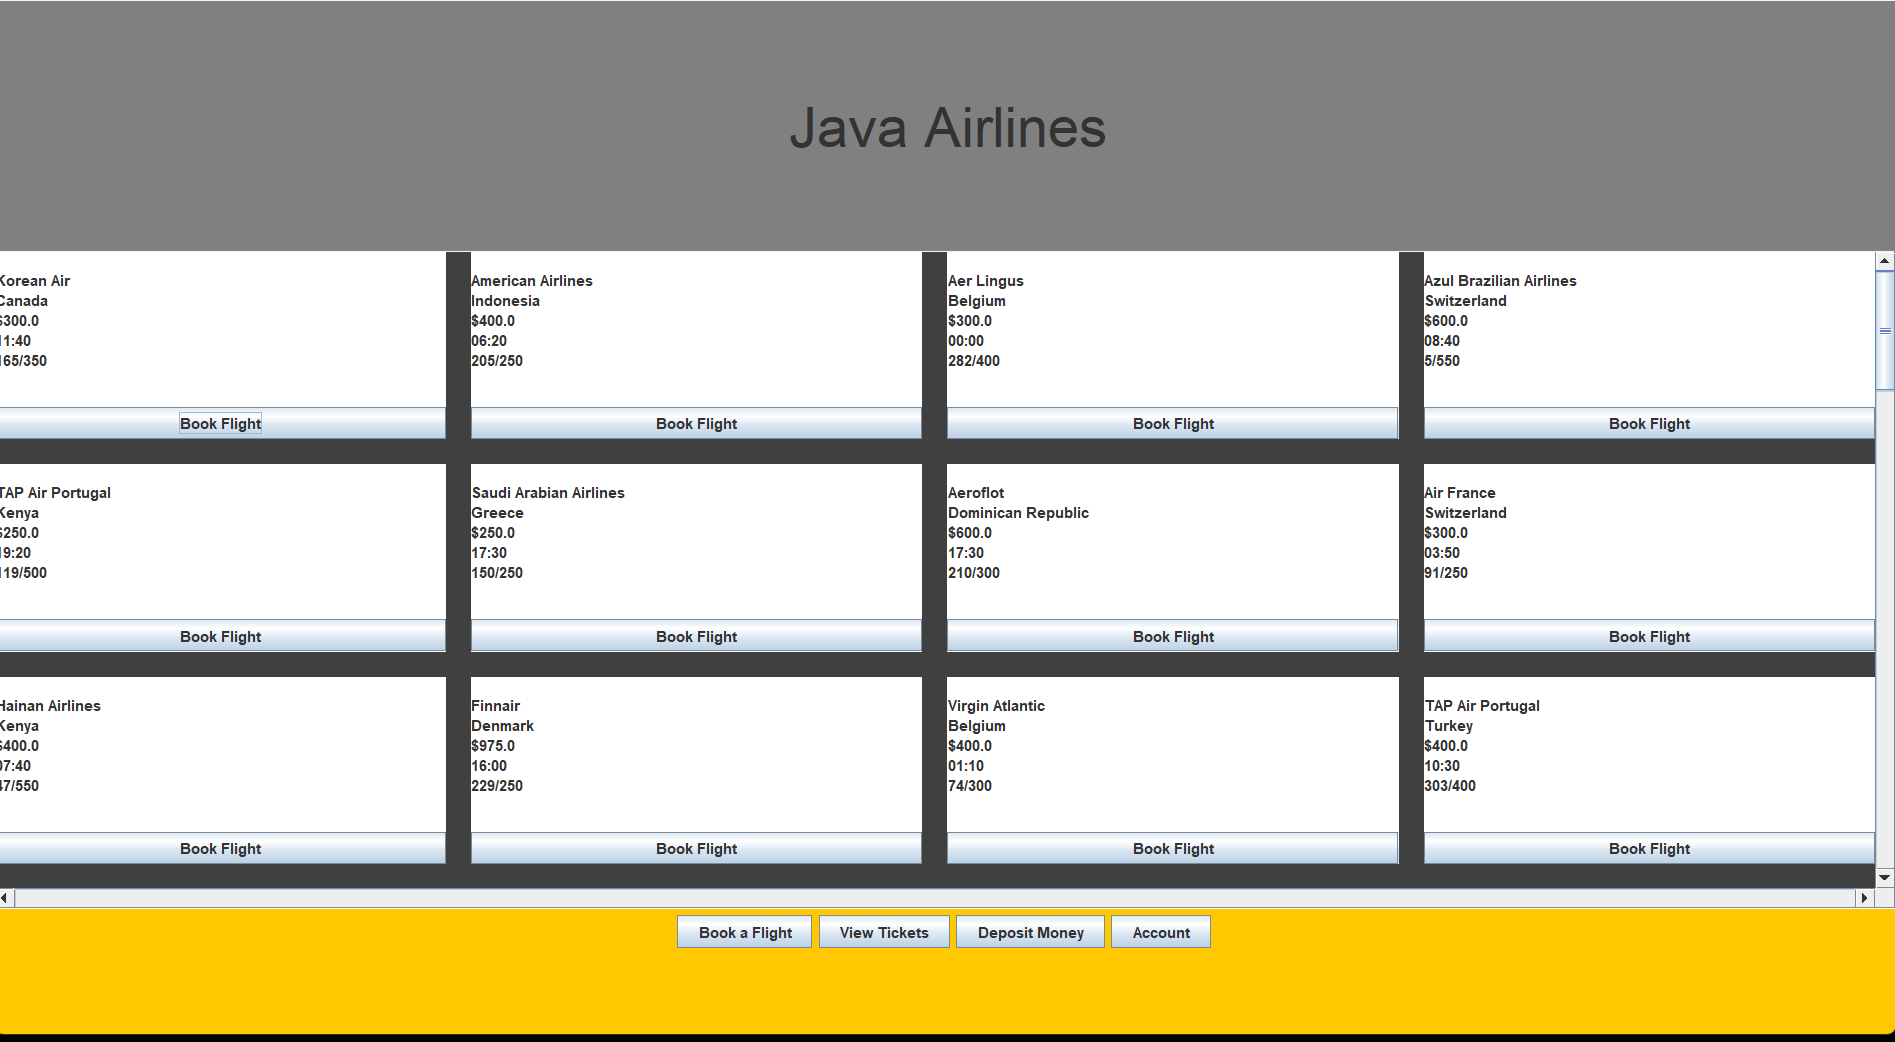 Java Airlines
Korean Air
Canada
$300.0
11:40
165/350
Book Flight
American Airlines
Indonesia
$400.0
06:20
205/250
Book Flight
Aer Lingus
Belgium
$300.0
00:00
282/400
Book Flight
Azul Brazilian Airlines
Switzerland
$600.0
08:40
5/550
Book Flight
TAP Air Portugal
Kenya
$250.0
19:20
119/500
Book Flight
Saudi Arabian Airlines
Greece
$250.0
17:30
150/250
Book Flight
Aeroflot
Dominican Republic
$600.0
17:30
210/300
Book Flight
Air France
Switzerland
$300.0
03:50
91/250
Book Flight
Hainan Airlines
Kenya
$400.0
07:40
47/550
Book Flight
Finnair
Denmark
$975.0
16:00
229/250
Book Flight
Virgin Atlantic
Belgium
$400.0
01:10
74/300
Book Flight
TAP Air Portugal
Turkey
$400.0
10:30
303/400
Book Flight
Book a Flight
View Tickets
Deposit Money
Account